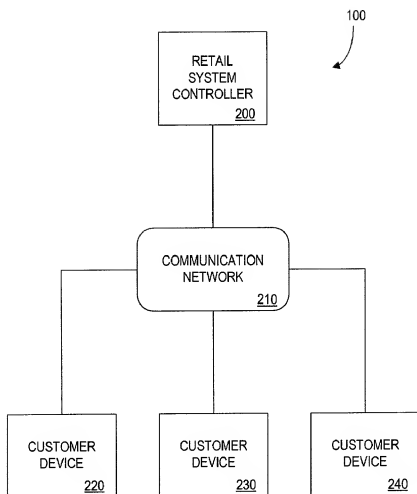 100
RETAIL
SYSTEM
CONTROLLER
200
COMMUNICATION
NETWORK
210
CUSTOMER
DEVICE
220
CUSTOMER
DEVICE
230
CUSTOMER
DEVICE
240